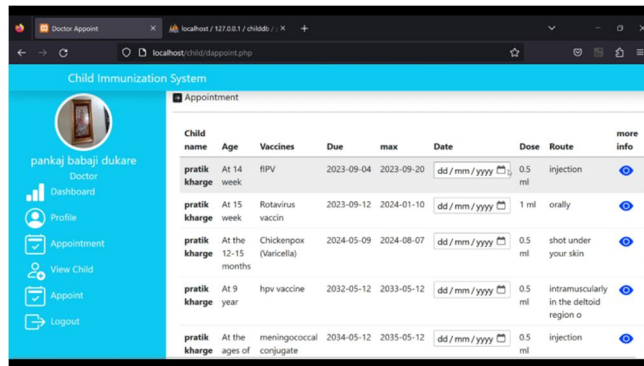 Doctor Appoint
localhost / 127.0.0.1 / childdb /
localhost/child/dappoint.php
Child Immunization System
pankaj babaji dukare
Doctor
Dashboard
Profile
Appointment
View Child
Appoint
Logout
Appointment
Child name Age Vaccines Due max Date Dose Route more info
pratik kharge At 14 week fIPV 2023-09-04 2023-09-20 dd/mm/yyyy 0.5 ml injection
pratik kharge At 15 week Rotavirus vaccin 2023-09-12 2024-01-10 dd/mm/yyyy 1 ml orally
pratik kharge At the 12-15 months Chickenpox (Varicella) 2024-05-09 2024-08-07 dd/mm/yyyy 0.5 ml shot under your skin
pratik kharge At 9 year hpv vaccine 2032-05-12 2033-05-12 dd/mm/yyyy 0.5 ml intramuscularly in the deltoid region o
pratik kharge At the ages of meningococcal conjugate 2034-05-12 2035-05-12 dd/mm/yyyy 0.5 ml injection